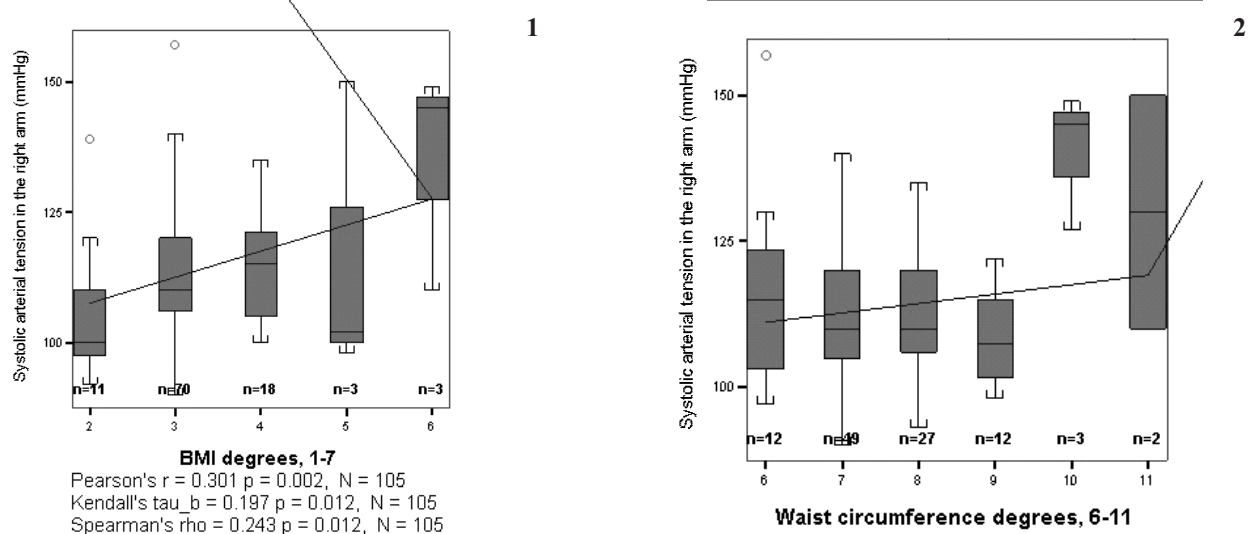 1
Systolic arterial tension in the right arm (mmHg)
150
125
100
n=11 n=70 n=18 n=3 n=3
2 3 4 5 6
BMI degrees, 1-7
Pearson's r = 0.301 p = 0.002, N = 105
Kendall's tau_b = 0.197 p = 0.012, N = 105
Spearman's rho = 0.243 p = 0.012, N = 105
2
Systolic arterial tension in the right arm (mmHg)
150
125
100
n=12 n=49 n=27 n=12 n=3 n=2
6 7 8 9 10 11
Waist circumference degrees, 6-11